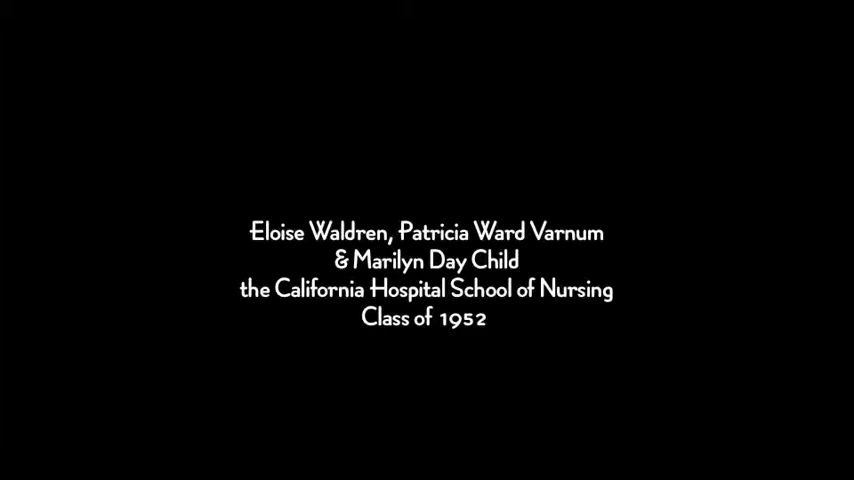 Eloise Waldren, Patricia Ward Varnum
& Marilyn Day Child
the California Hospital School of Nursing
Class of 1952